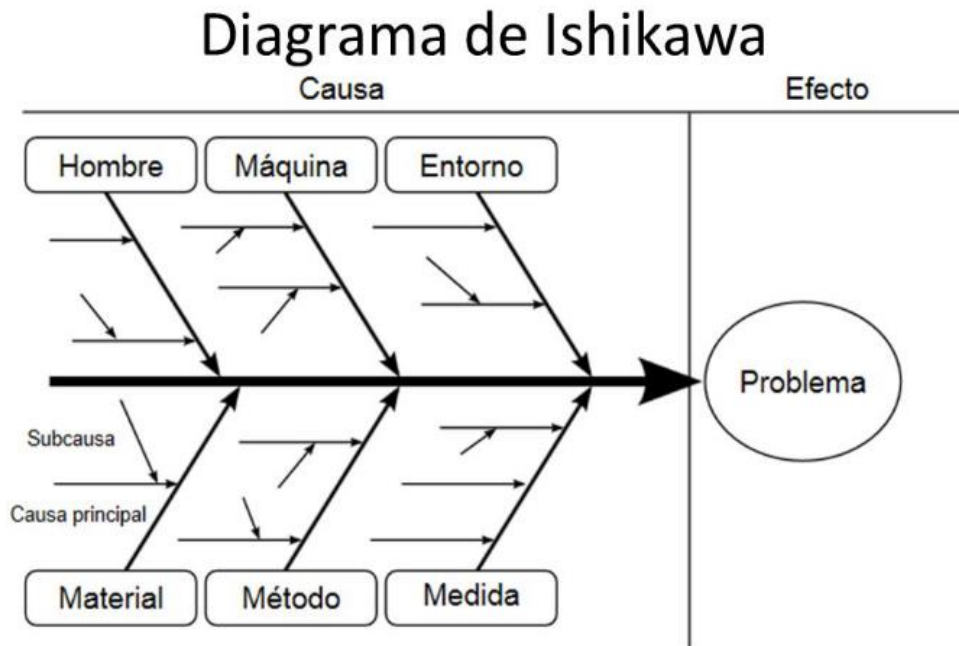 Diagrama de Ishikawa
Causa
Efecto
Hombre
Máquina
Entorno
Problema
Subcausa
Causa principal
Material
Método
Medida